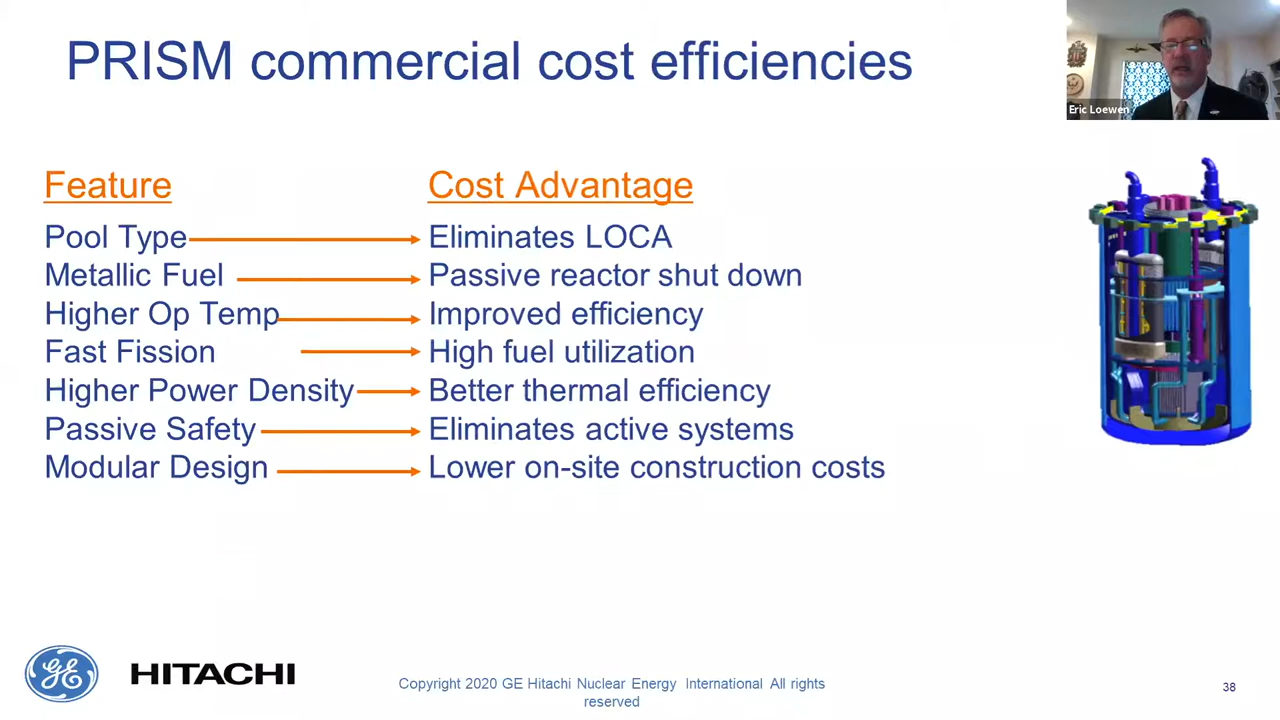 PRISM commercial cost efficiencies
Eric Loewen
Feature
Cost Advantage
Pool Type
Eliminates LOCA
Metallic Fuel
Passive reactor shut down
Higher Op Temp
Improved efficiency
Fast Fission
High fuel utilization
Higher Power Density
Better thermal efficiency
Passive Safety
Eliminates active systems
Modular Design
Lower on-site construction costs
GE
HITACHI
Copyright 2020 GE Hitachi Nuclear Energy International All rights
reserved
38